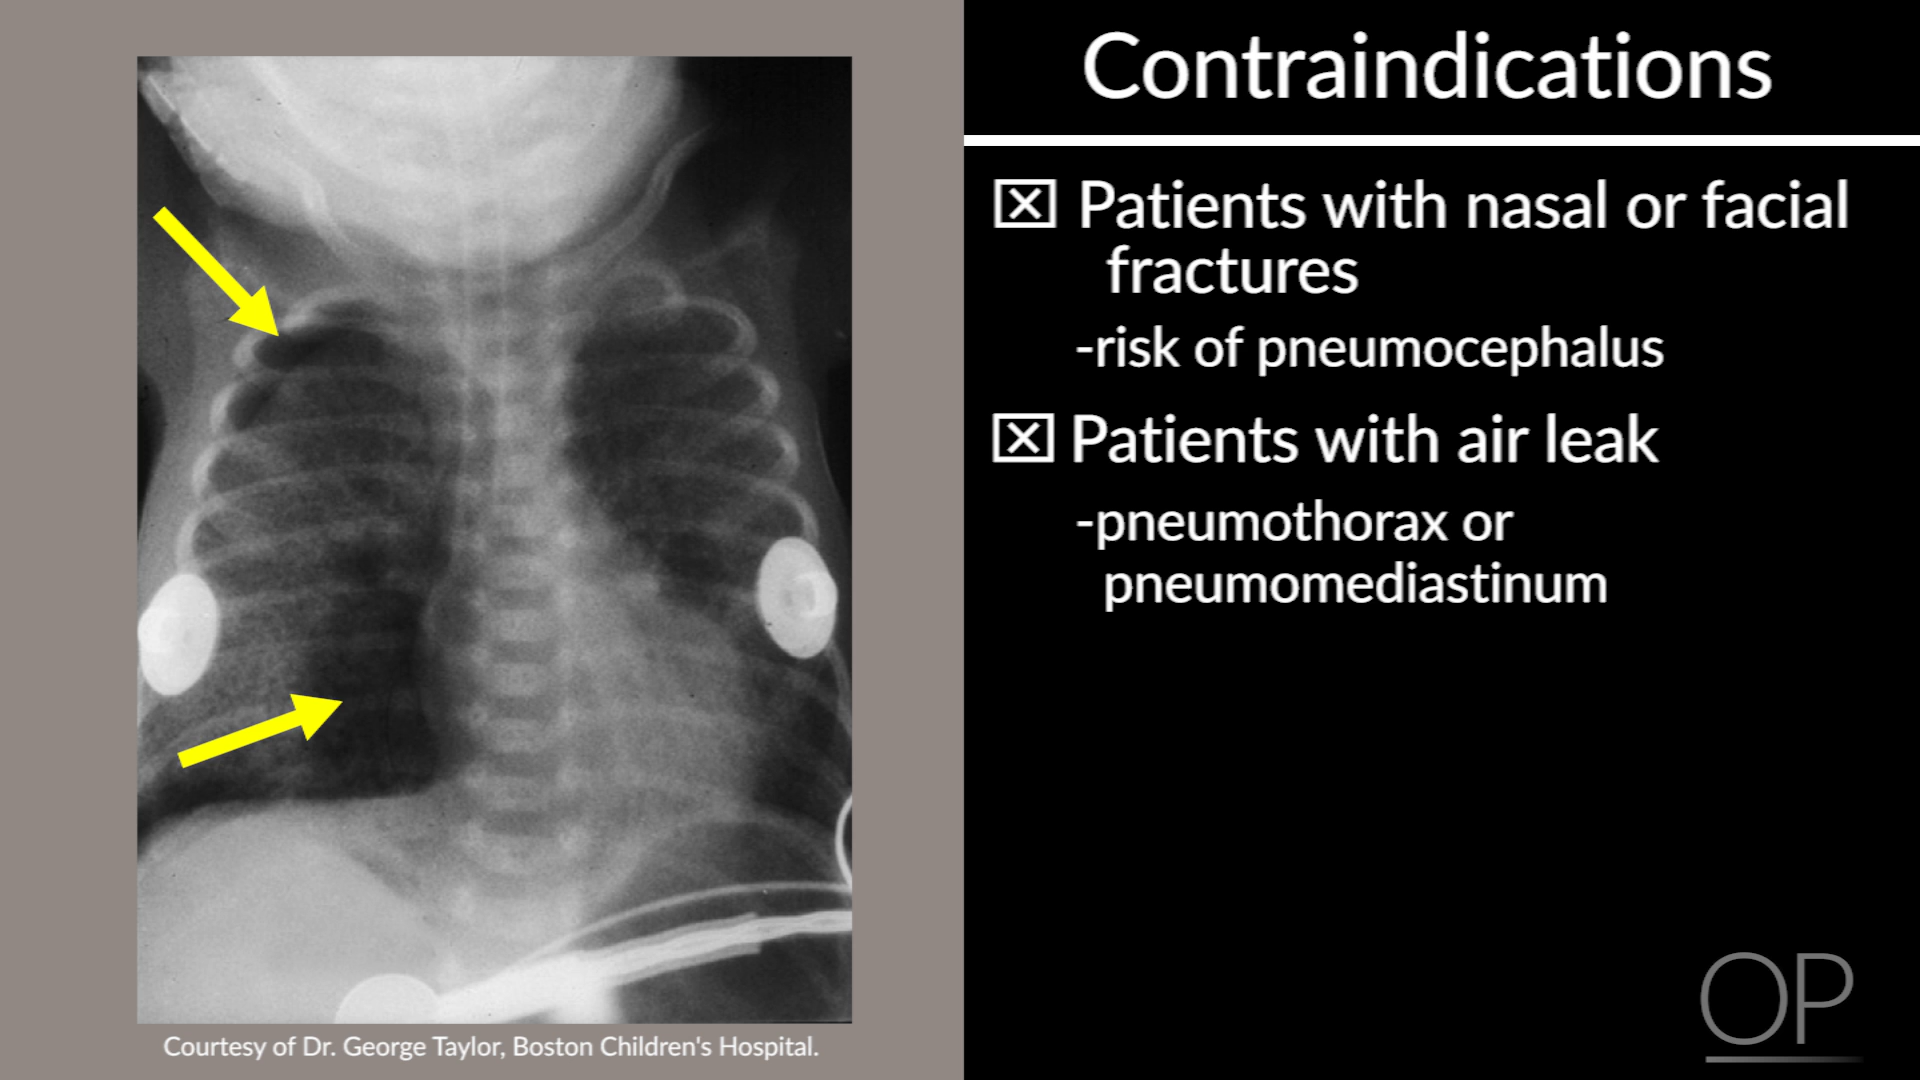 Contraindications
☒ Patients with nasal or facial
fractures
-risk of pneumocephalus
☒ Patients with air leak
-pneumothorax or
pneumomediastinum
Courtesy of Dr. George Taylor, Boston Children's Hospital.
OP